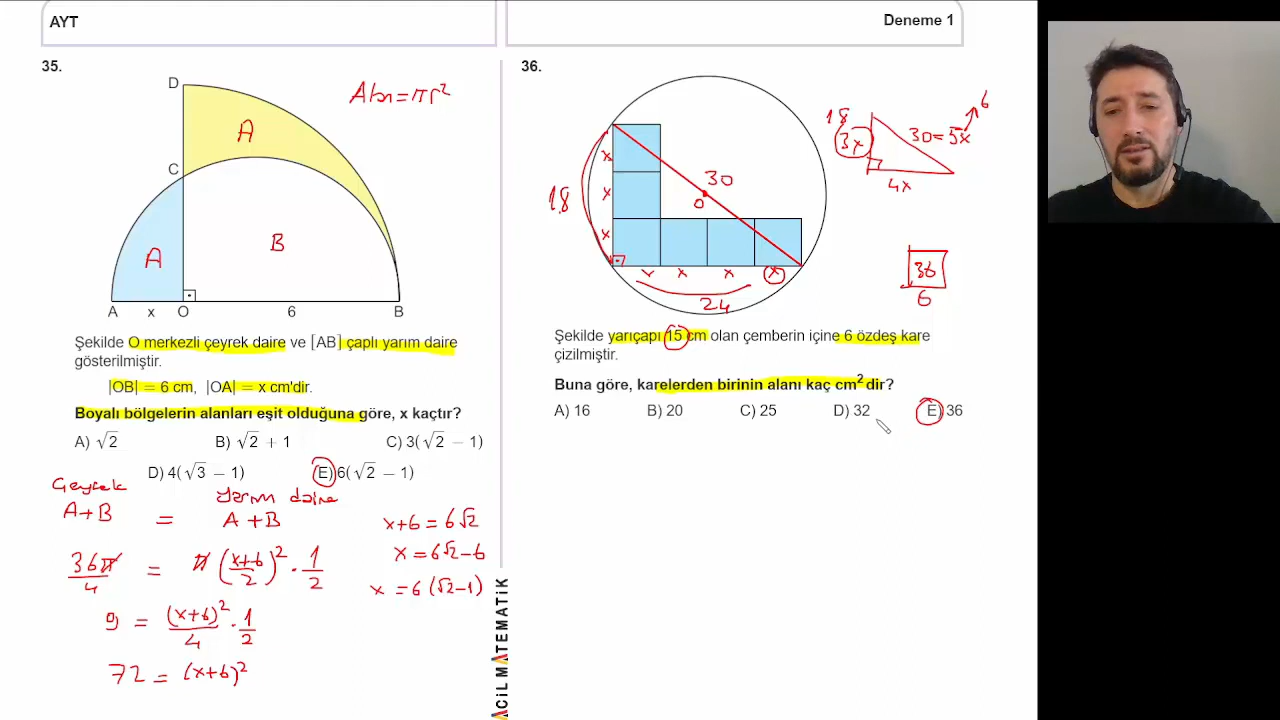 AYT
Deneme 1
35.
D
C
A
A
B
Alan = πr²
A x O 6 B
Şekilde O merkezli çeyrek daire ve [AB] çaplı yarım daire
gösterilmiştir.
|OB| = 6 cm, |OA| = x cm'dir.
Boyalı bölgelerin alanları eşit olduğuna göre, x kaçtır?
A) √2 B) √2 + 1 C) 3(√2 − 1)
D) 4(√3 − 1) E) 6(√2 − 1)
Çeyrek Yarım daire
A+B = A+B
36π/4 = π((x+6)/2)² · 1/2
9 = (x+6)²/4 · 1/2
72 = (x+6)²
x+6 = 6√2
x = 6√2−6
x = 6(√2−1)
36.
18
x
x
x
30
O
x x x x
24
18
3x
30=5x
6
4x
36
6
Şekilde yarıçapı 15 cm olan çemberin içine 6 özdeş kare
çizilmiştir.
Buna göre, karelerden birinin alanı kaç cm² dir?
A) 16 B) 20 C) 25 D) 32 E) 36
ACİLMATEMATİK